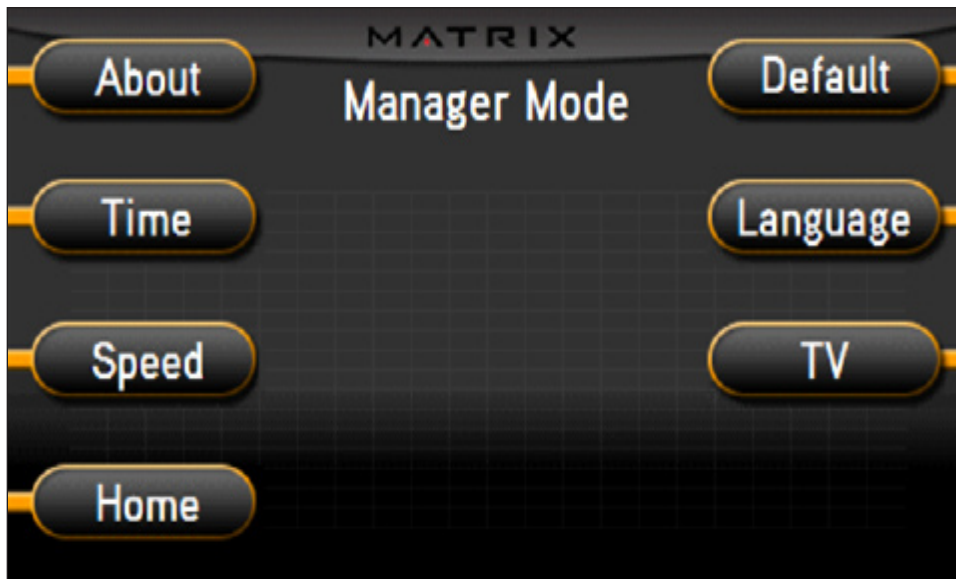 MATRIX
Manager Mode
About
Time
Speed
Home
Default
Language
TV